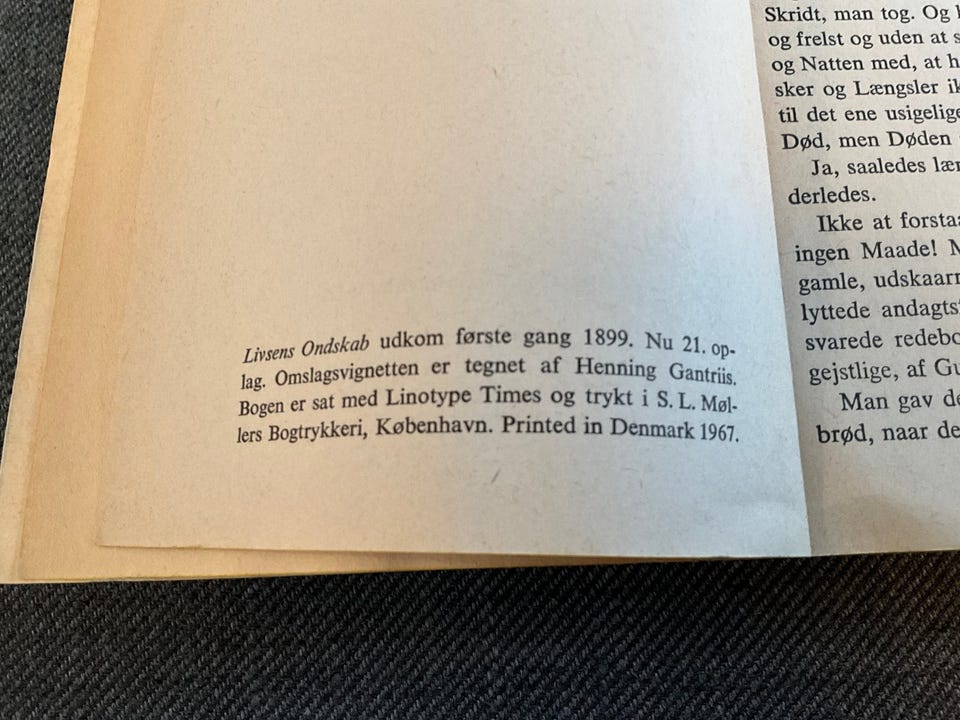 Livsens Ondskab udkom første gang 1899. Nu 21. op-
lag. Omslagsvignetten er tegnet af Henning Gantriis.
Bogen er sat med Linotype Times og trykt i S. L. Møl-
lers Bogtrykkeri, København. Printed in Denmark 1967.
Skridt, man tog. Og
og frelst og uden at
og Natten med, at
sker og Længsler
til det ene
Død, men Døden
Ja, saaledes
derledes.
Ikke at
ingen Maade!
gamle,
lyttede
svarede
gejstlige, af
Man gav
brød, naar